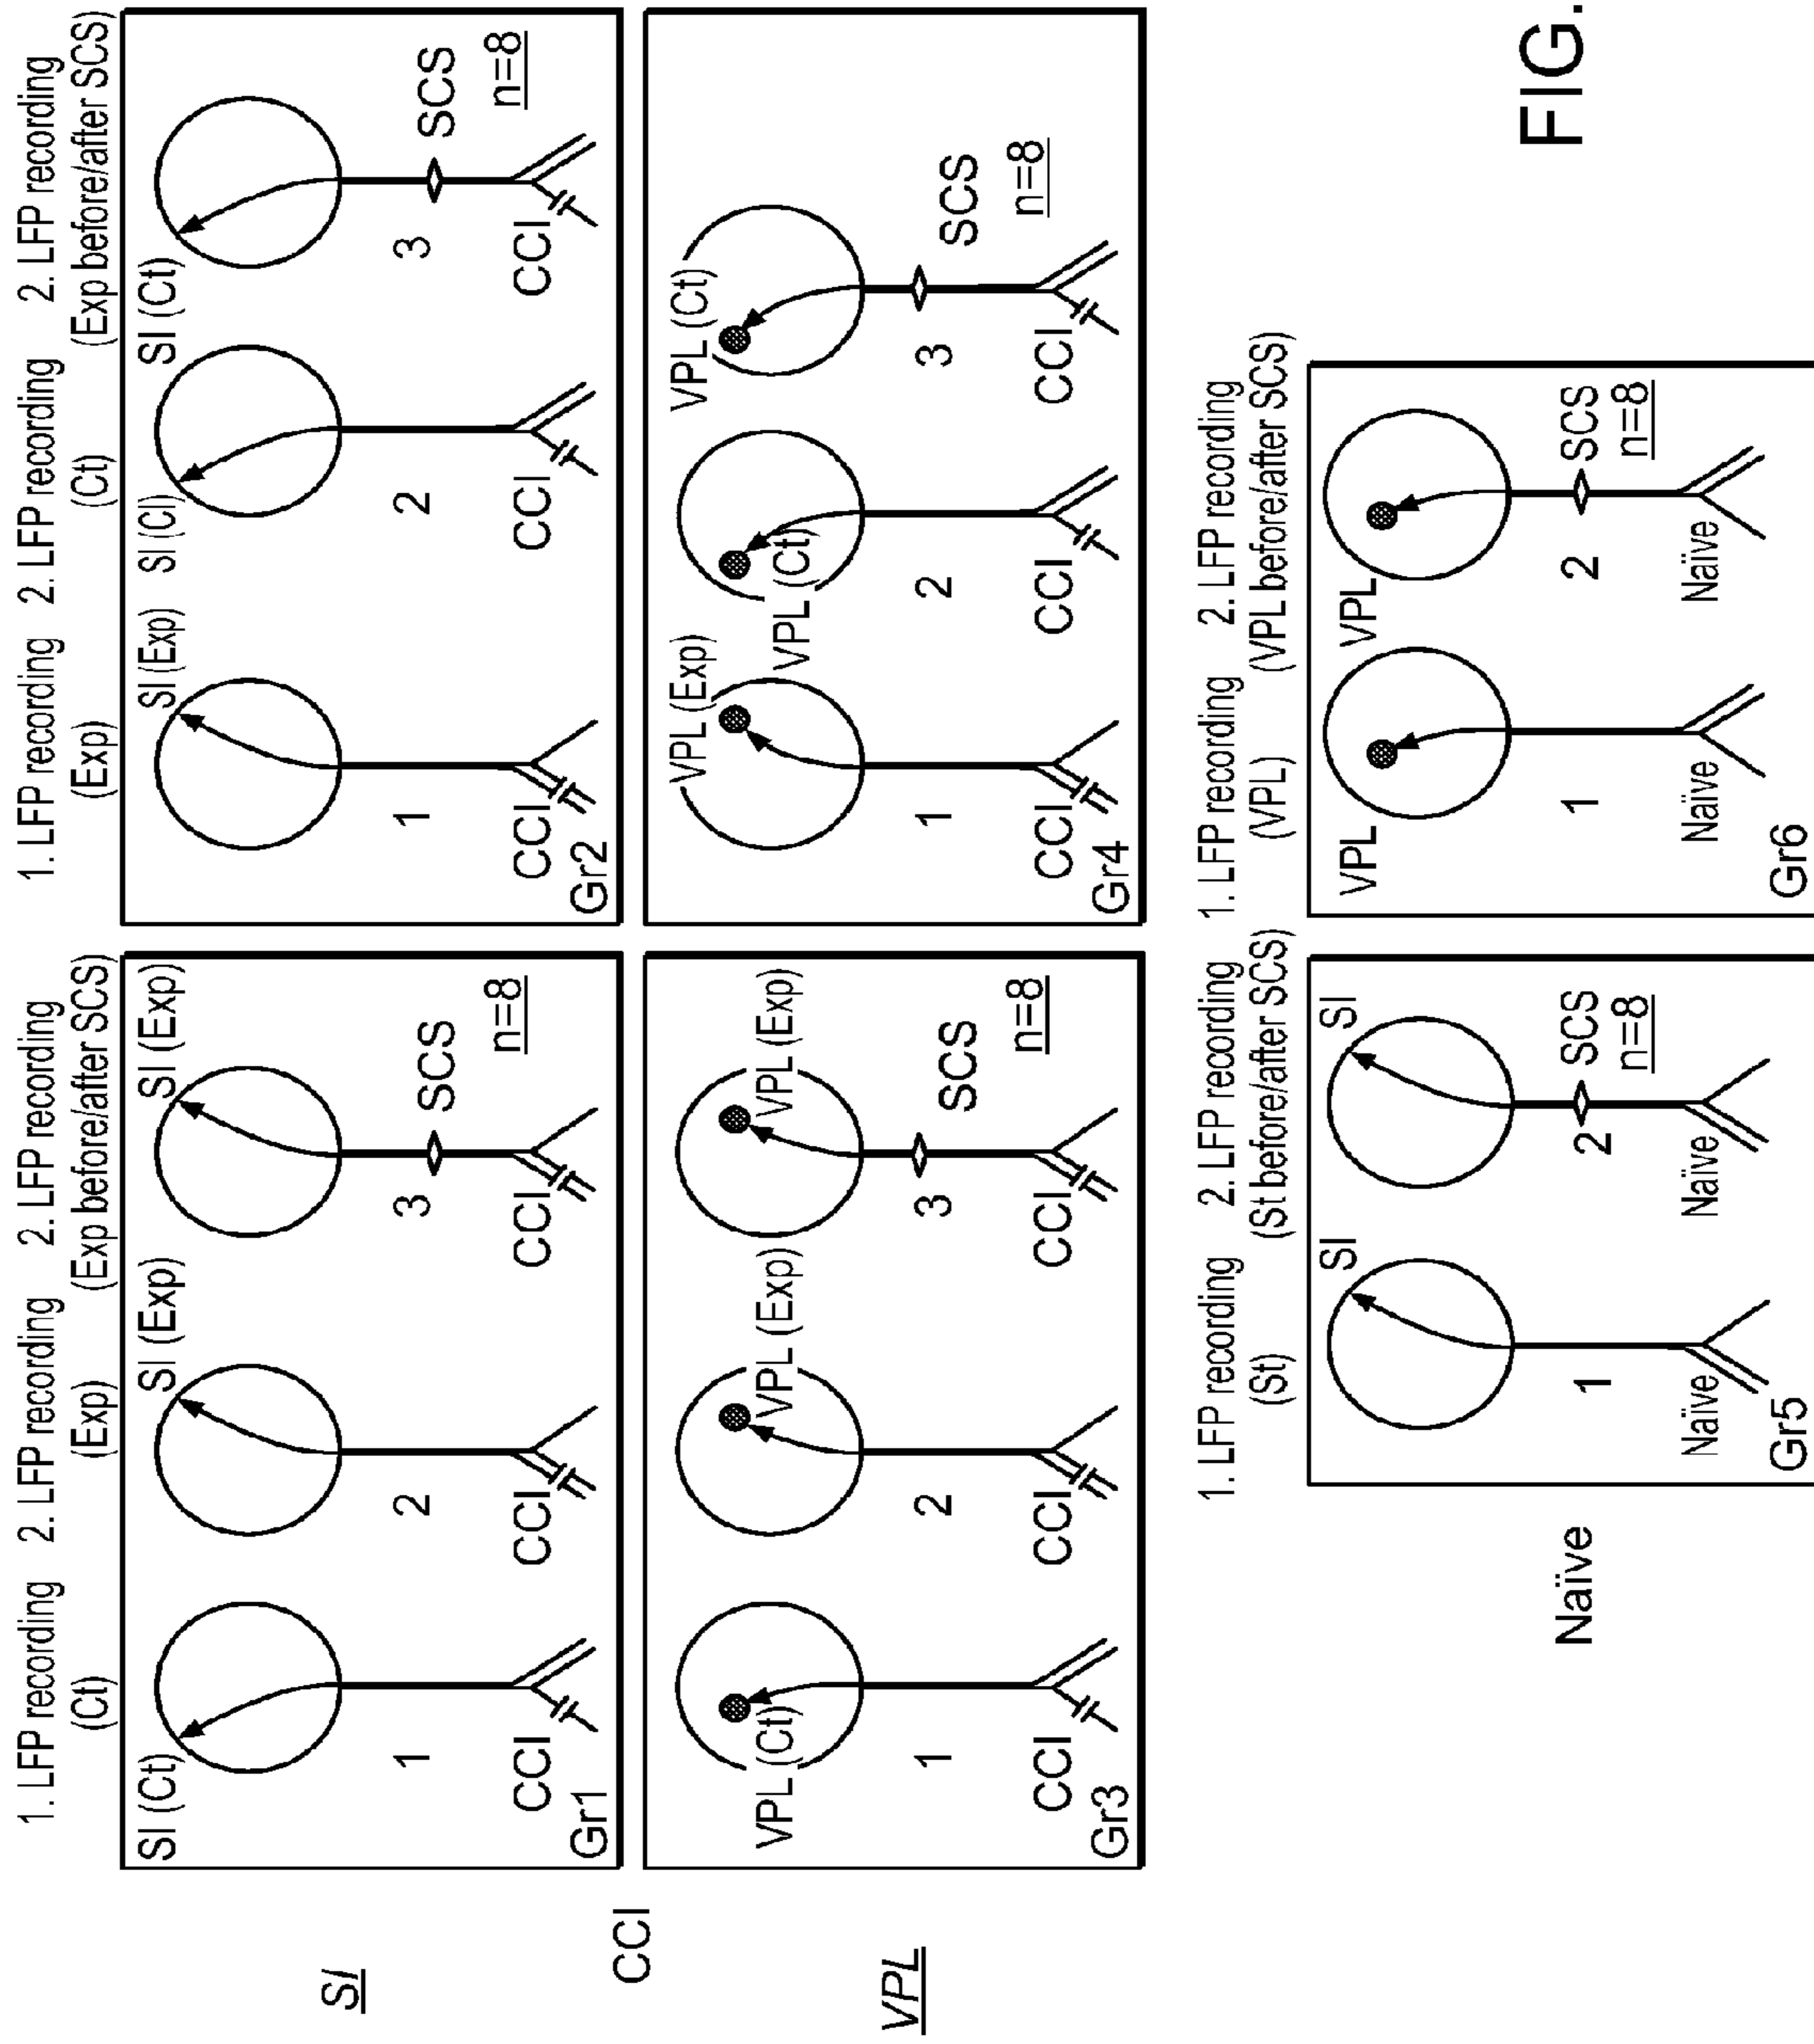 1. LFP recording 2. LFP recording 2. LFP recording
(Ct) (Exp) (Exp before/after SCS)
1. LFP recording 2. LFP recording 2. LFP recording
(Exp) (Ct) (Exp before/after SCS)
SI
SI (Ct) SI (Exp) SI (Exp)
1 2 3 SCS
n=8
CCI CCI CCI
Gr1
SI (Exp) SI (Cl) SI (Ct)
1 2 3 SCS
n=8
CCI CCI CCI
Gr2
CCI
VPL
VPL (Ct) VPL (Exp) VPL (Exp)
1 2 3 SCS
n=8
CCI CCI CCI
Gr3
VPL (Exp) VPL (Ct) VPL (Ct)
1 2 3 SCS
n=8
CCI CCI CCI
Gr4
1. LFP recording 2. LFP recording
(St) (St before/after SCS)
Naïve
SI SI
1 2 SCS
n=8
Naïve Naïve
Gr5
1. LFP recording 2. LFP recording
(VPL) (VPL before/after SCS)
VPL VPL
1 2 SCS
n=8
Naïve Naïve
Gr6
FIG.